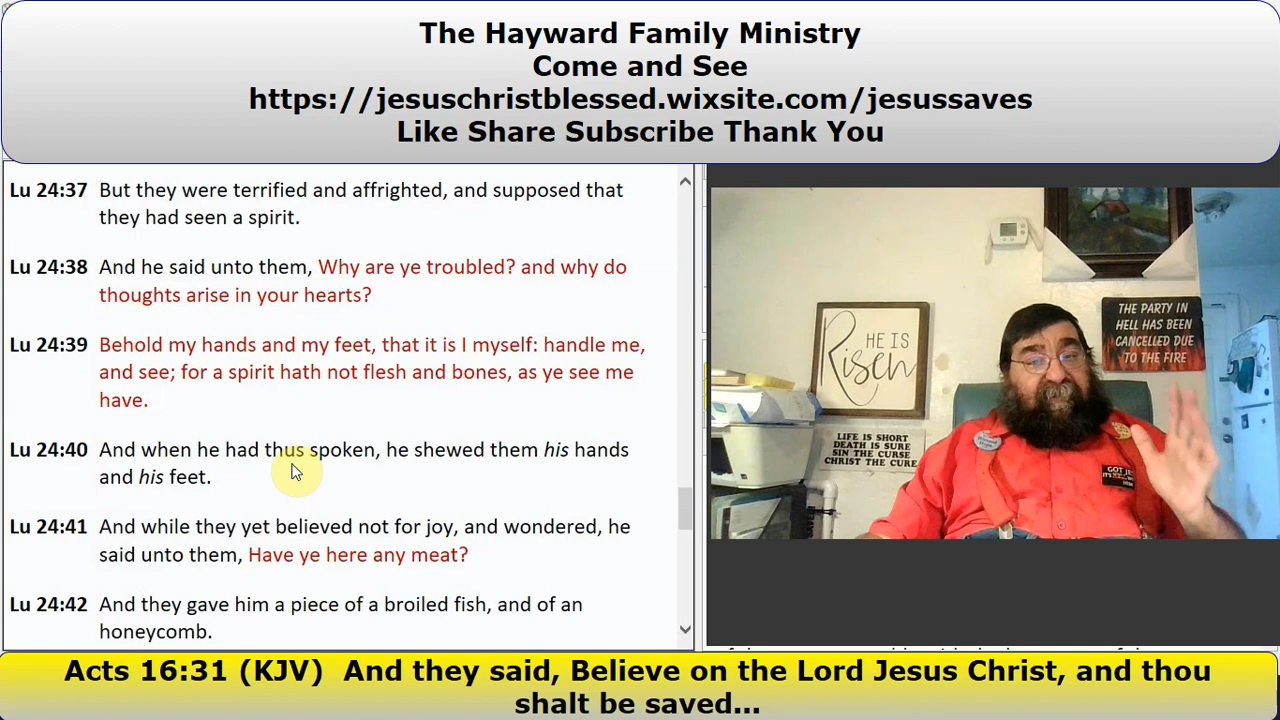 The Hayward Family Ministry
Come and See
https://jesuschristblessed.wixsite.com/jesussaves
Like Share Subscribe Thank You
Lu 24:37 But they were terrified and affrighted, and supposed that
they had seen a spirit.
Lu 24:38 And he said unto them, Why are ye troubled? and why do
thoughts arise in your hearts?
Lu 24:39 Behold my hands and my feet, that it is I myself: handle me,
and see; for a spirit hath not flesh and bones, as ye see me
have.
Lu 24:40 And when he had thus spoken, he shewed them his hands
and his feet.
Lu 24:41 And while they yet believed not for joy, and wondered, he
said unto them, Have ye here any meat?
Lu 24:42 And they gave him a piece of a broiled fish, and of an
honeycomb.
HE IS
Risen
THE PARTY IN
HELL HAS BEEN
CANCELLED DUE
TO THE FIRE
LIFE IS SHORT
DEATH IS SURE
SIN THE CURSE
CHRIST THE CURE
GOT
Acts 16:31 (KJV) And they said, Believe on the Lord Jesus Christ, and thou
shalt be saved...